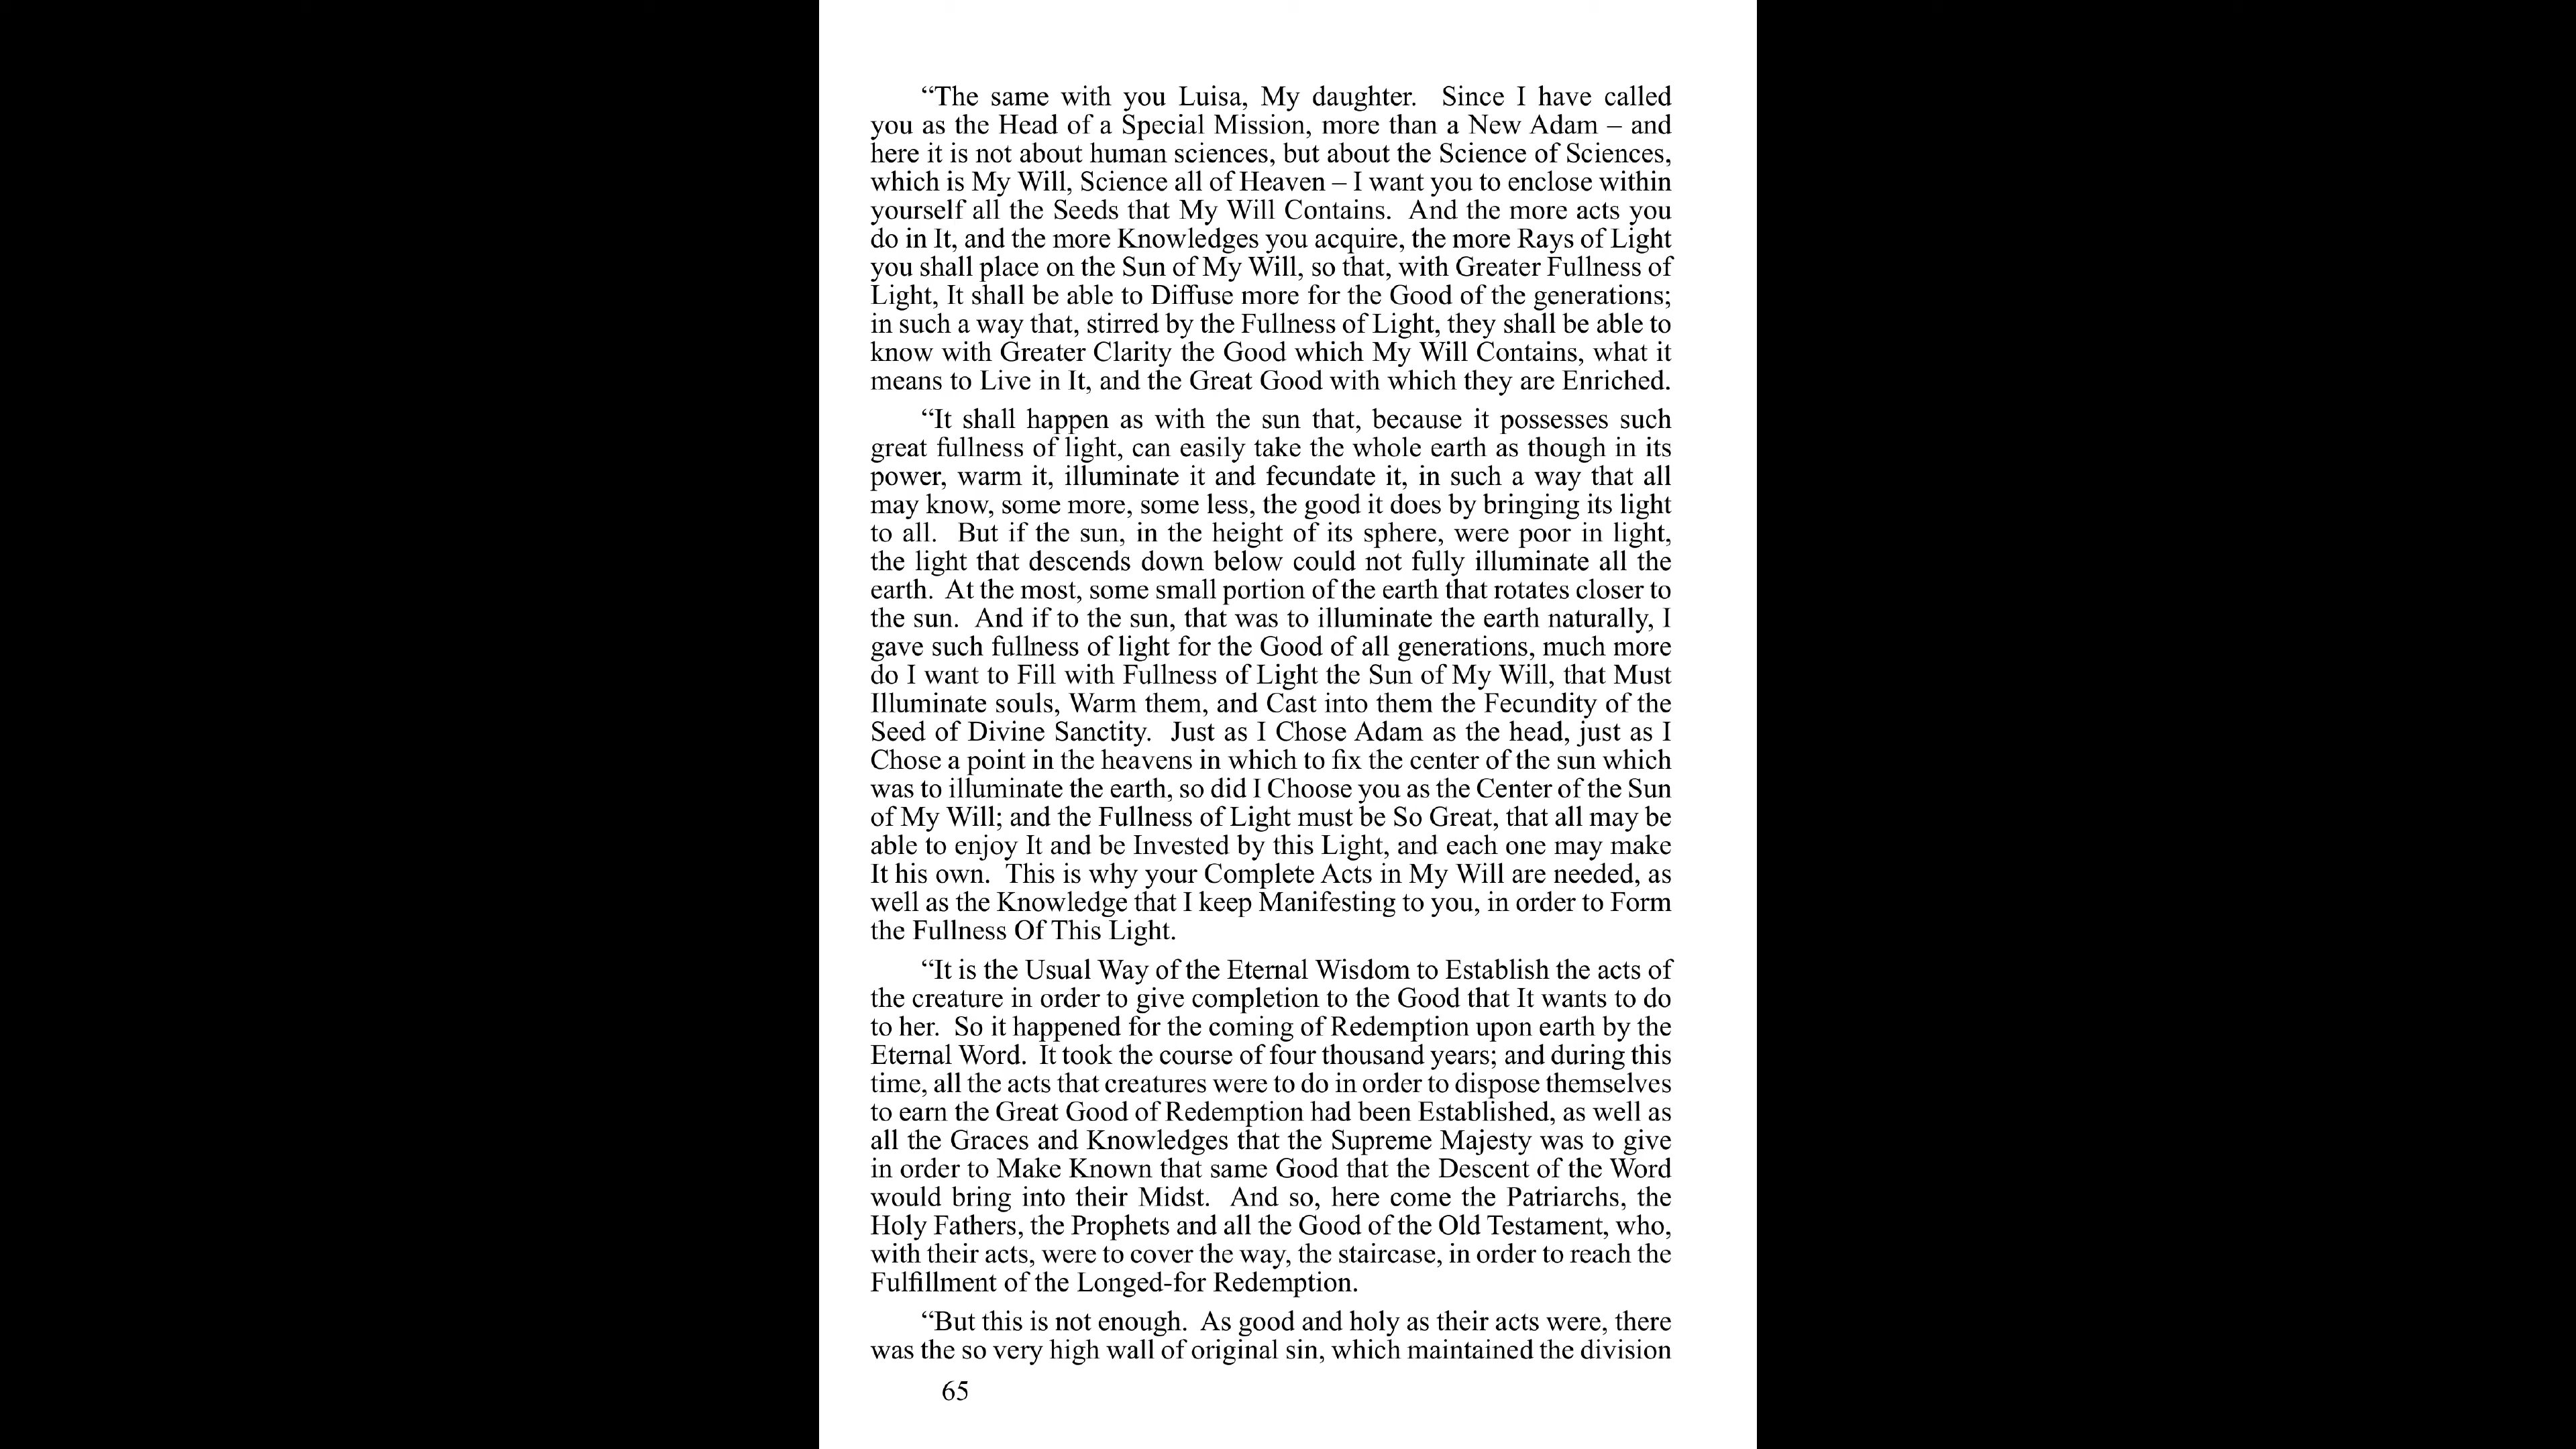 “The same with you Luisa, My daughter.  Since I have called
you as the Head of a Special Mission, more than a New Adam – and
here it is not about human sciences, but about the Science of Sciences,
which is My Will, Science all of Heaven – I want you to enclose within
yourself all the Seeds that My Will Contains.  And the more acts you
do in It, and the more Knowledges you acquire, the more Rays of Light
you shall place on the Sun of My Will, so that, with Greater Fullness of
Light, It shall be able to Diffuse more for the Good of the generations;
in such a way that, stirred by the Fullness of Light, they shall be able to
know with Greater Clarity the Good which My Will Contains, what it
means to Live in It, and the Great Good with which they are Enriched.
“It shall happen as with the sun that, because it possesses such
great fullness of light, can easily take the whole earth as though in its
power, warm it, illuminate it and fecundate it, in such a way that all
may know, some more, some less, the good it does by bringing its light
to all.  But if the sun, in the height of its sphere, were poor in light,
the light that descends down below could not fully illuminate all the
earth.  At the most, some small portion of the earth that rotates closer to
the sun.  And if to the sun, that was to illuminate the earth naturally, I
gave such fullness of light for the Good of all generations, much more
do I want to Fill with Fullness of Light the Sun of My Will, that Must
Illuminate souls, Warm them, and Cast into them the Fecundity of the
Seed of Divine Sanctity.  Just as I Chose Adam as the head, just as I
Chose a point in the heavens in which to fix the center of the sun which
was to illuminate the earth, so did I Choose you as the Center of the Sun
of My Will; and the Fullness of Light must be So Great, that all may be
able to enjoy It and be Invested by this Light, and each one may make
It his own.  This is why your Complete Acts in My Will are needed, as
well as the Knowledge that I keep Manifesting to you, in order to Form
the Fullness Of This Light.
“It is the Usual Way of the Eternal Wisdom to Establish the acts of
the creature in order to give completion to the Good that It wants to do
to her.  So it happened for the coming of Redemption upon earth by the
Eternal Word.  It took the course of four thousand years; and during this
time, all the acts that creatures were to do in order to dispose themselves
to earn the Great Good of Redemption had been Established, as well as
all the Graces and Knowledges that the Supreme Majesty was to give
in order to Make Known that same Good that the Descent of the Word
would bring into their Midst.  And so, here come the Patriarchs, the
Holy Fathers, the Prophets and all the Good of the Old Testament, who,
with their acts, were to cover the way, the staircase, in order to reach the
Fulfillment of the Longed-for Redemption.
“But this is not enough.  As good and holy as their acts were, there
was the so very high wall of original sin, which maintained the division
65